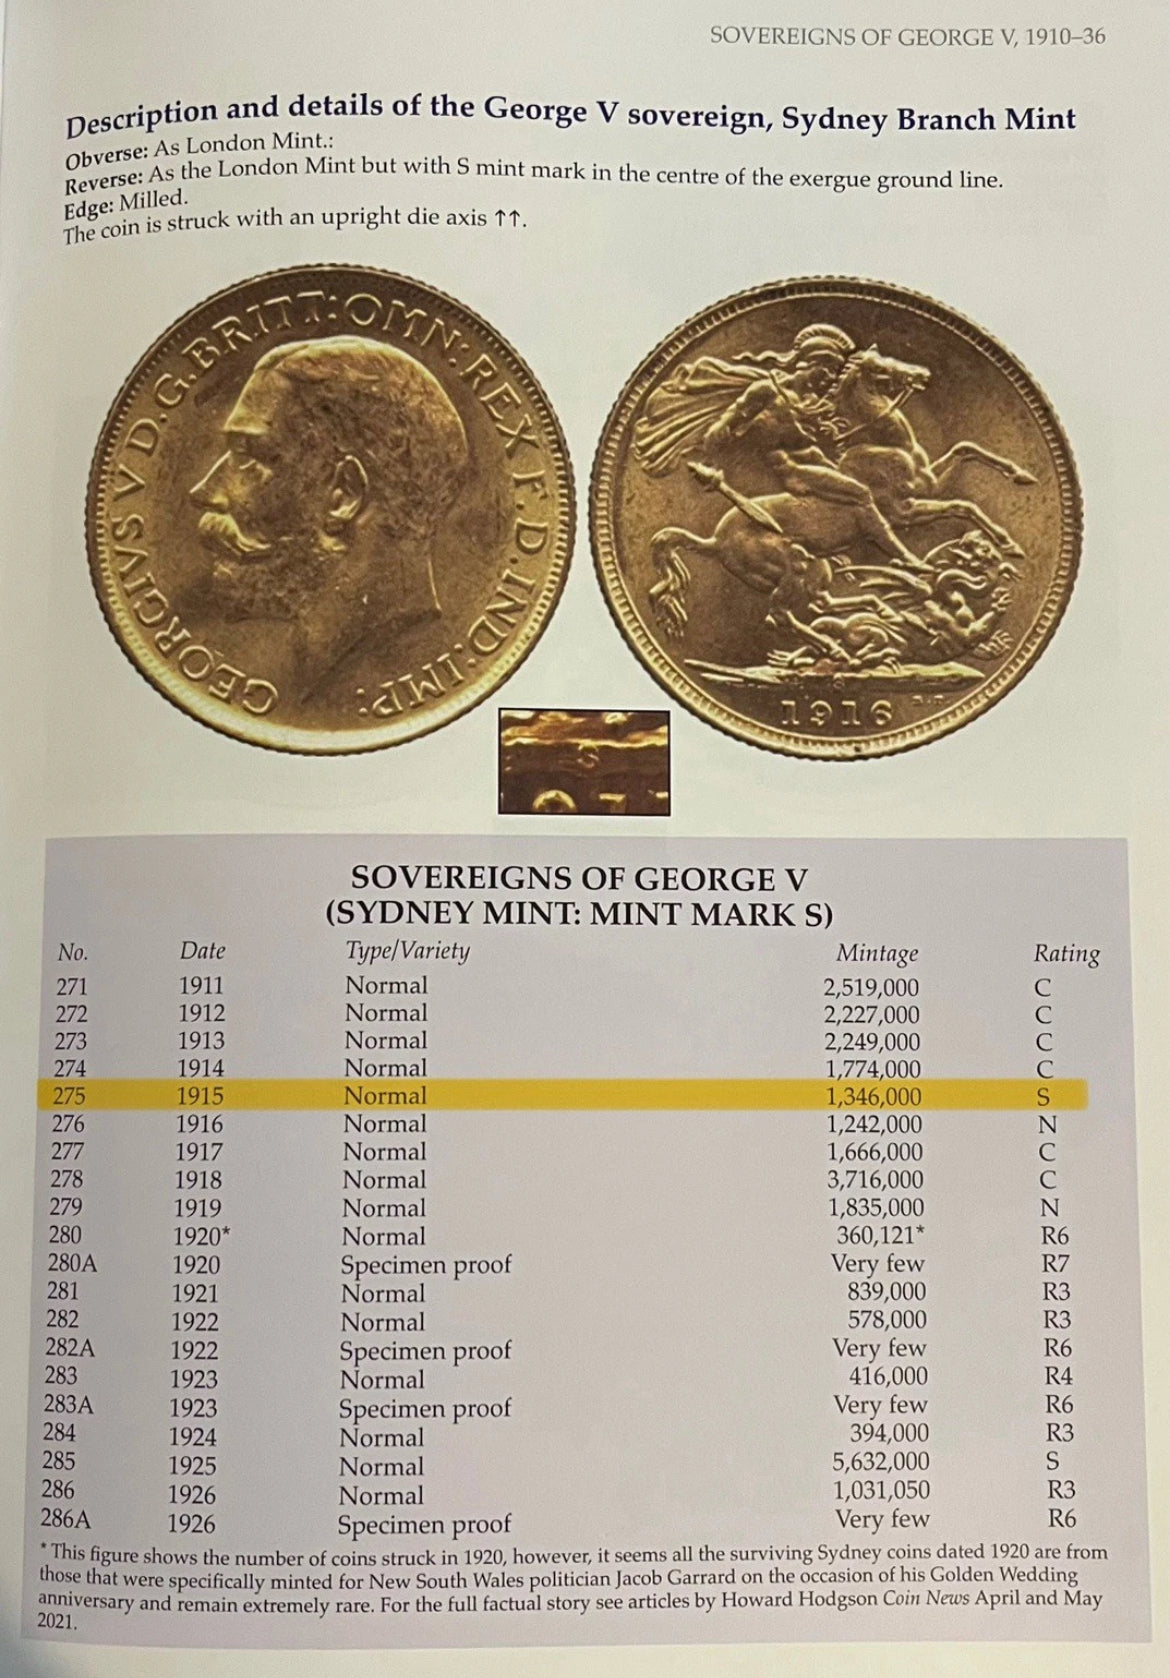 SOVEREIGNS OF GEORGE V, 1910–36
Description and details of the George V sovereign, Sydney Branch Mint
Obverse: As London Mint.:
Reverse: As the London Mint but with S mint mark in the centre of the exergue ground line.
Edge: Milled.
The coin is struck with an upright die axis ↑↑.
GEORGIVS V D.G.BRITT:OMN:REX F.D.IND:IMP:
1916
S
SOVEREIGNS OF GEORGE V
(SYDNEY MINT: MINT MARK S)
No. Date Type/Variety Mintage Rating
271 1911 Normal 2,519,000 C
272 1912 Normal 2,227,000 C
273 1913 Normal 2,249,000 C
274 1914 Normal 1,774,000 C
275 1915 Normal 1,346,000 S
276 1916 Normal 1,242,000 N
277 1917 Normal 1,666,000 C
278 1918 Normal 3,716,000 C
279 1919 Normal 1,835,000 N
280 1920* Normal 360,121* R6
280A 1920 Specimen proof Very few R7
281 1921 Normal 839,000 R3
282 1922 Normal 578,000 R3
282A 1922 Specimen proof Very few R6
283 1923 Normal 416,000 R4
283A 1923 Specimen proof Very few R6
284 1924 Normal 394,000 R3
285 1925 Normal 5,632,000 S
286 1926 Normal 1,031,050 R3
286A 1926 Specimen proof Very few R6
*This figure shows the number of coins struck in 1920, however, it seems all the surviving Sydney coins dated 1920 are from
those that were specifically minted for New South Wales politician Jacob Garrard on the occasion of his Golden Wedding
anniversary and remain extremely rare. For the full factual story see articles by Howard Hodgson Coin News April and May
2021.